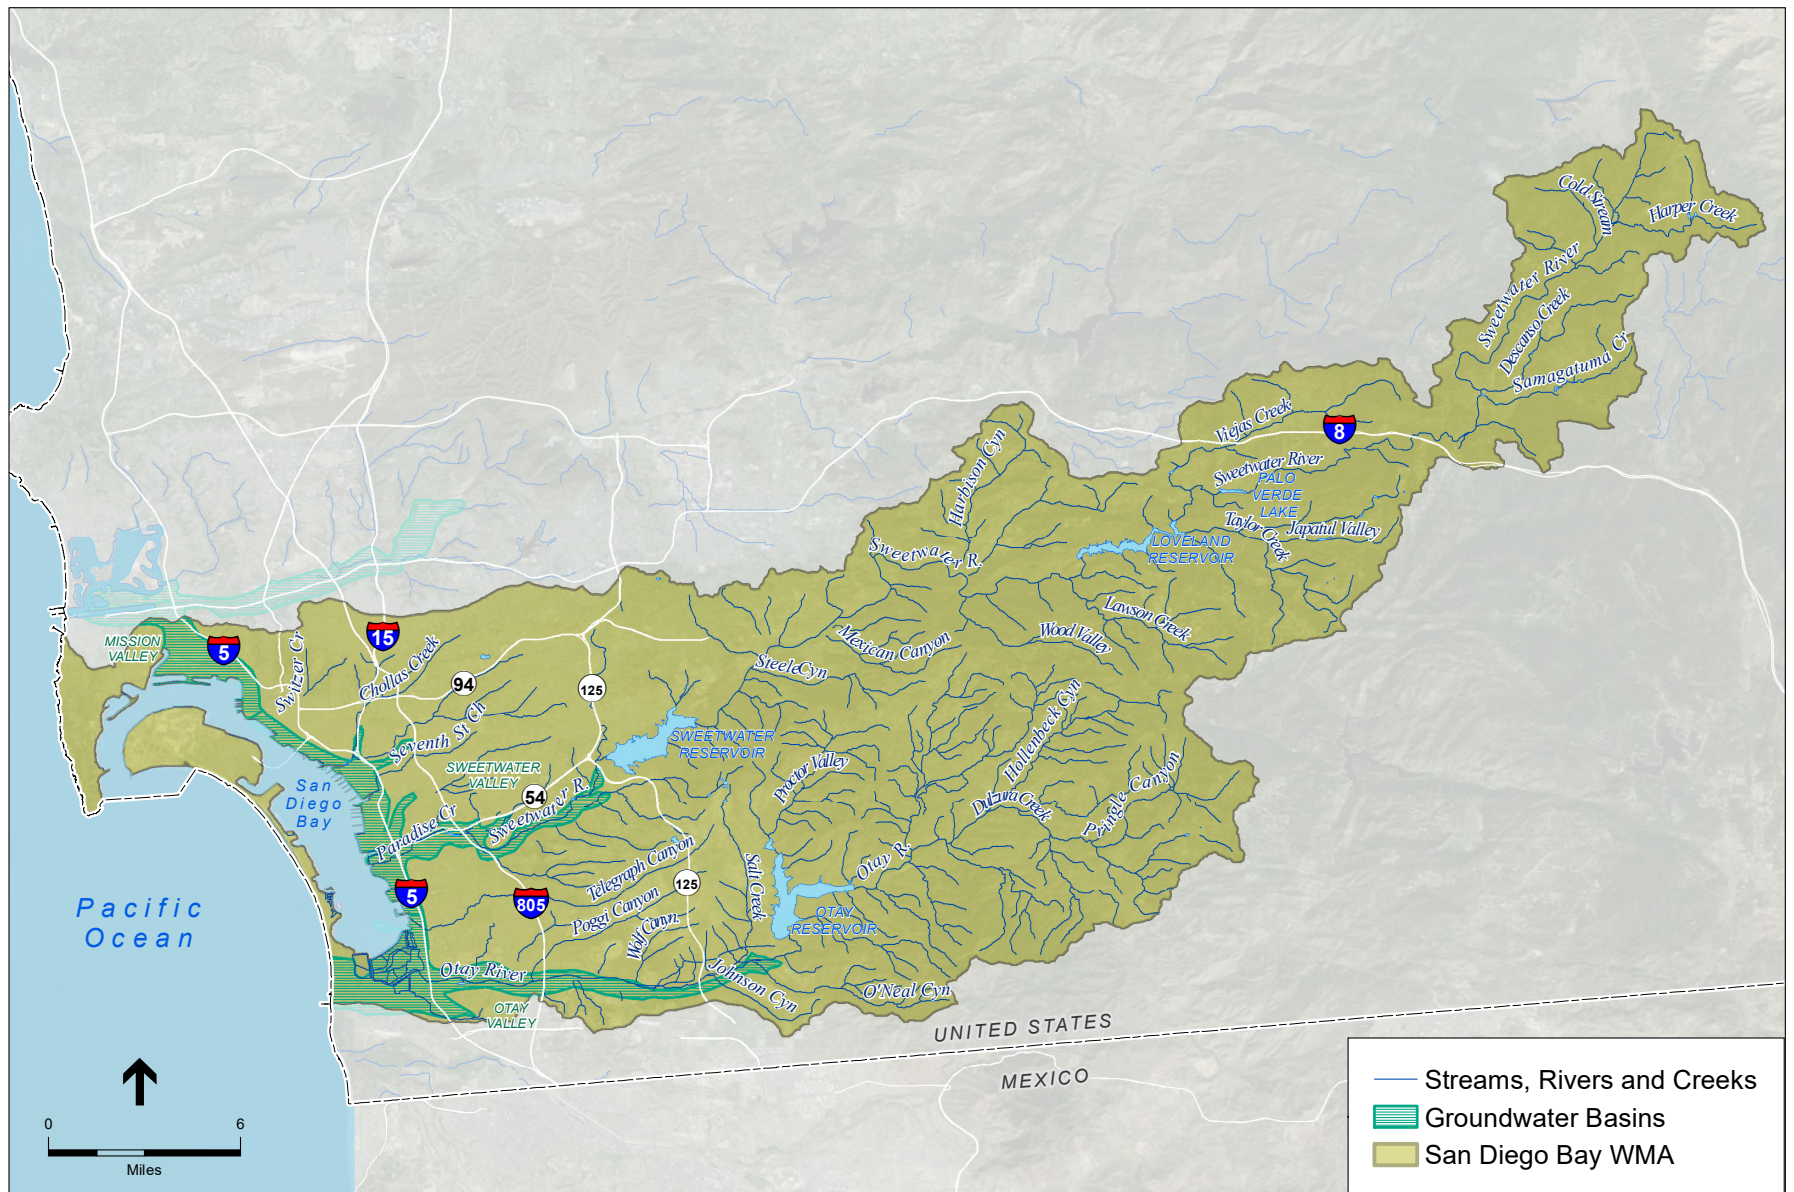 Cold Stream
Harper Creek
Sweetwater River
Descanso Creek
Samagatuma Cr
Viejas Creek
8
Harbison Cyn
Sweetwater River
PALO
VERDE
LAKE
Taylor Creek
Japatul Valley
LOVELAND
RESERVOIR
Sweetwater R.
Lawson Creek
Wood Valley
Mexican Canyon
MISSION
VALLEY
5
15
Switzer Cr
Chollas Creek
94
125
Steele Cyn
Seventh St Ch
SWEETWATER
RESERVOIR
Hollenbeck Cyn
SWEETWATER
VALLEY
54
Sweetwater R.
Proctor Valley
Dulzura Creek
Pringle Canyon
San
Diego
Bay
Paradise Cr
Telegraph Canyon
125
Salt Creek
Otay R.
5
805
Poggi Canyon
Wolf Canyn.
OTAY
RESERVOIR
Pacific
Ocean
Otay River
Johnson Cyn
O'Neal Cyn
OTAY
VALLEY
UNITED STATES
MEXICO
0
6
Miles
Streams, Rivers and Creeks
Groundwater Basins
San Diego Bay WMA